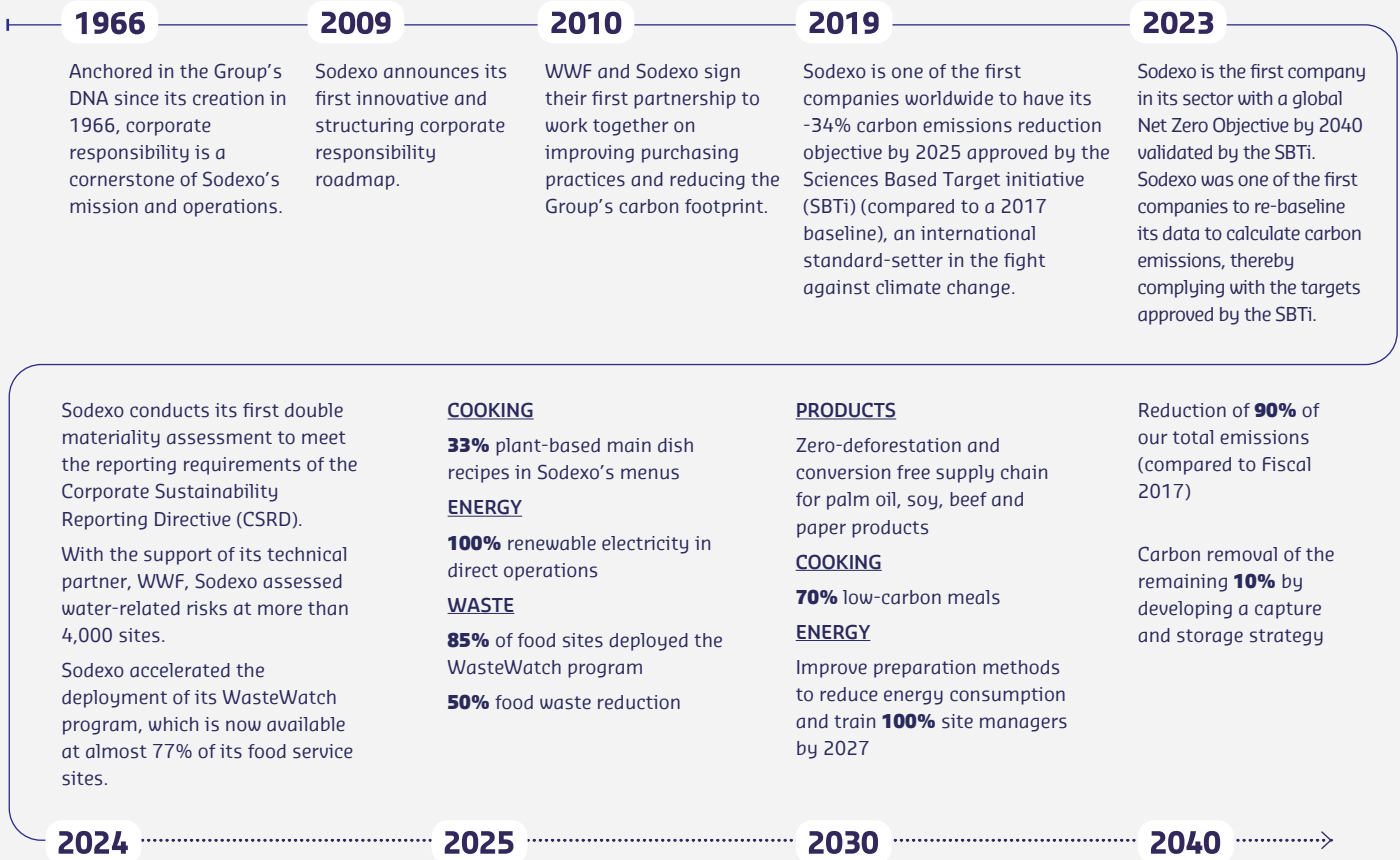 1966
Anchored in the Group's
DNA since its creation in
1966, corporate
responsibility is a
cornerstone of Sodexo's
mission and operations.
2009
Sodexo announces its
first innovative and
structuring corporate
responsibility
roadmap.
2010
WWF and Sodexo sign
their first partnership to
work together on
improving purchasing
practices and reducing the
Group's carbon footprint.
2019
Sodexo is one of the first
companies worldwide to have its
-34% carbon emissions reduction
objective by 2025 approved by the
Sciences Based Target initiative
(SBTi) (compared to a 2017
baseline), an international
standard-setter in the fight
against climate change.
2023
Sodexo is the first company
in its sector with a global
Net Zero Objective by 2040
validated by the SBTi.
Sodexo was one of the first
companies to re-baseline
its data to calculate carbon
emissions, thereby
complying with the targets
approved by the SBTi.
Sodexo conducts its first double
materiality assessment to meet
the reporting requirements of the
Corporate Sustainability
Reporting Directive (CSRD).
With the support of its technical
partner, WWF, Sodexo assessed
water-related risks at more than
4,000 sites.
Sodexo accelerated the
deployment of its WasteWatch
program, which is now available
at almost 77% of its food service
sites.
2024
COOKING
33% plant-based main dish
recipes in Sodexo's menus
ENERGY
100% renewable electricity in
direct operations
WASTE
85% of food sites deployed the
WasteWatch program
50% food waste reduction
2025
PRODUCTS
Zero-deforestation and
conversion free supply chain
for palm oil, soy, beef and
paper products
COOKING
70% low-carbon meals
ENERGY
Improve preparation methods
to reduce energy consumption
and train 100% site managers
by 2027
2030
Reduction of 90% of
our total emissions
(compared to Fiscal
2017)
Carbon removal of the
remaining 10% by
developing a capture
and storage strategy
2040